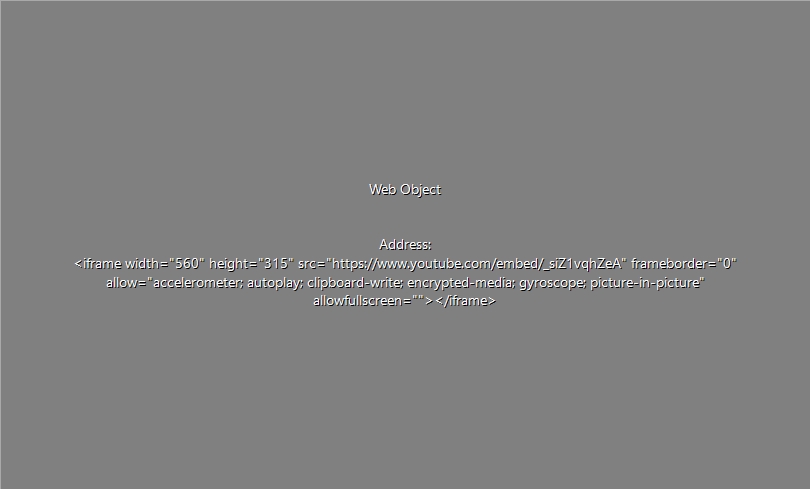 Web Object
Address:
<iframe width="560" height="315" src="https://www.youtube.com/embed/_siZ1vqhZeA" frameborder="0"
allow="accelerometer; autoplay; clipboard-write; encrypted-media; gyroscope; picture-in-picture"
allowfullscreen=""></iframe>